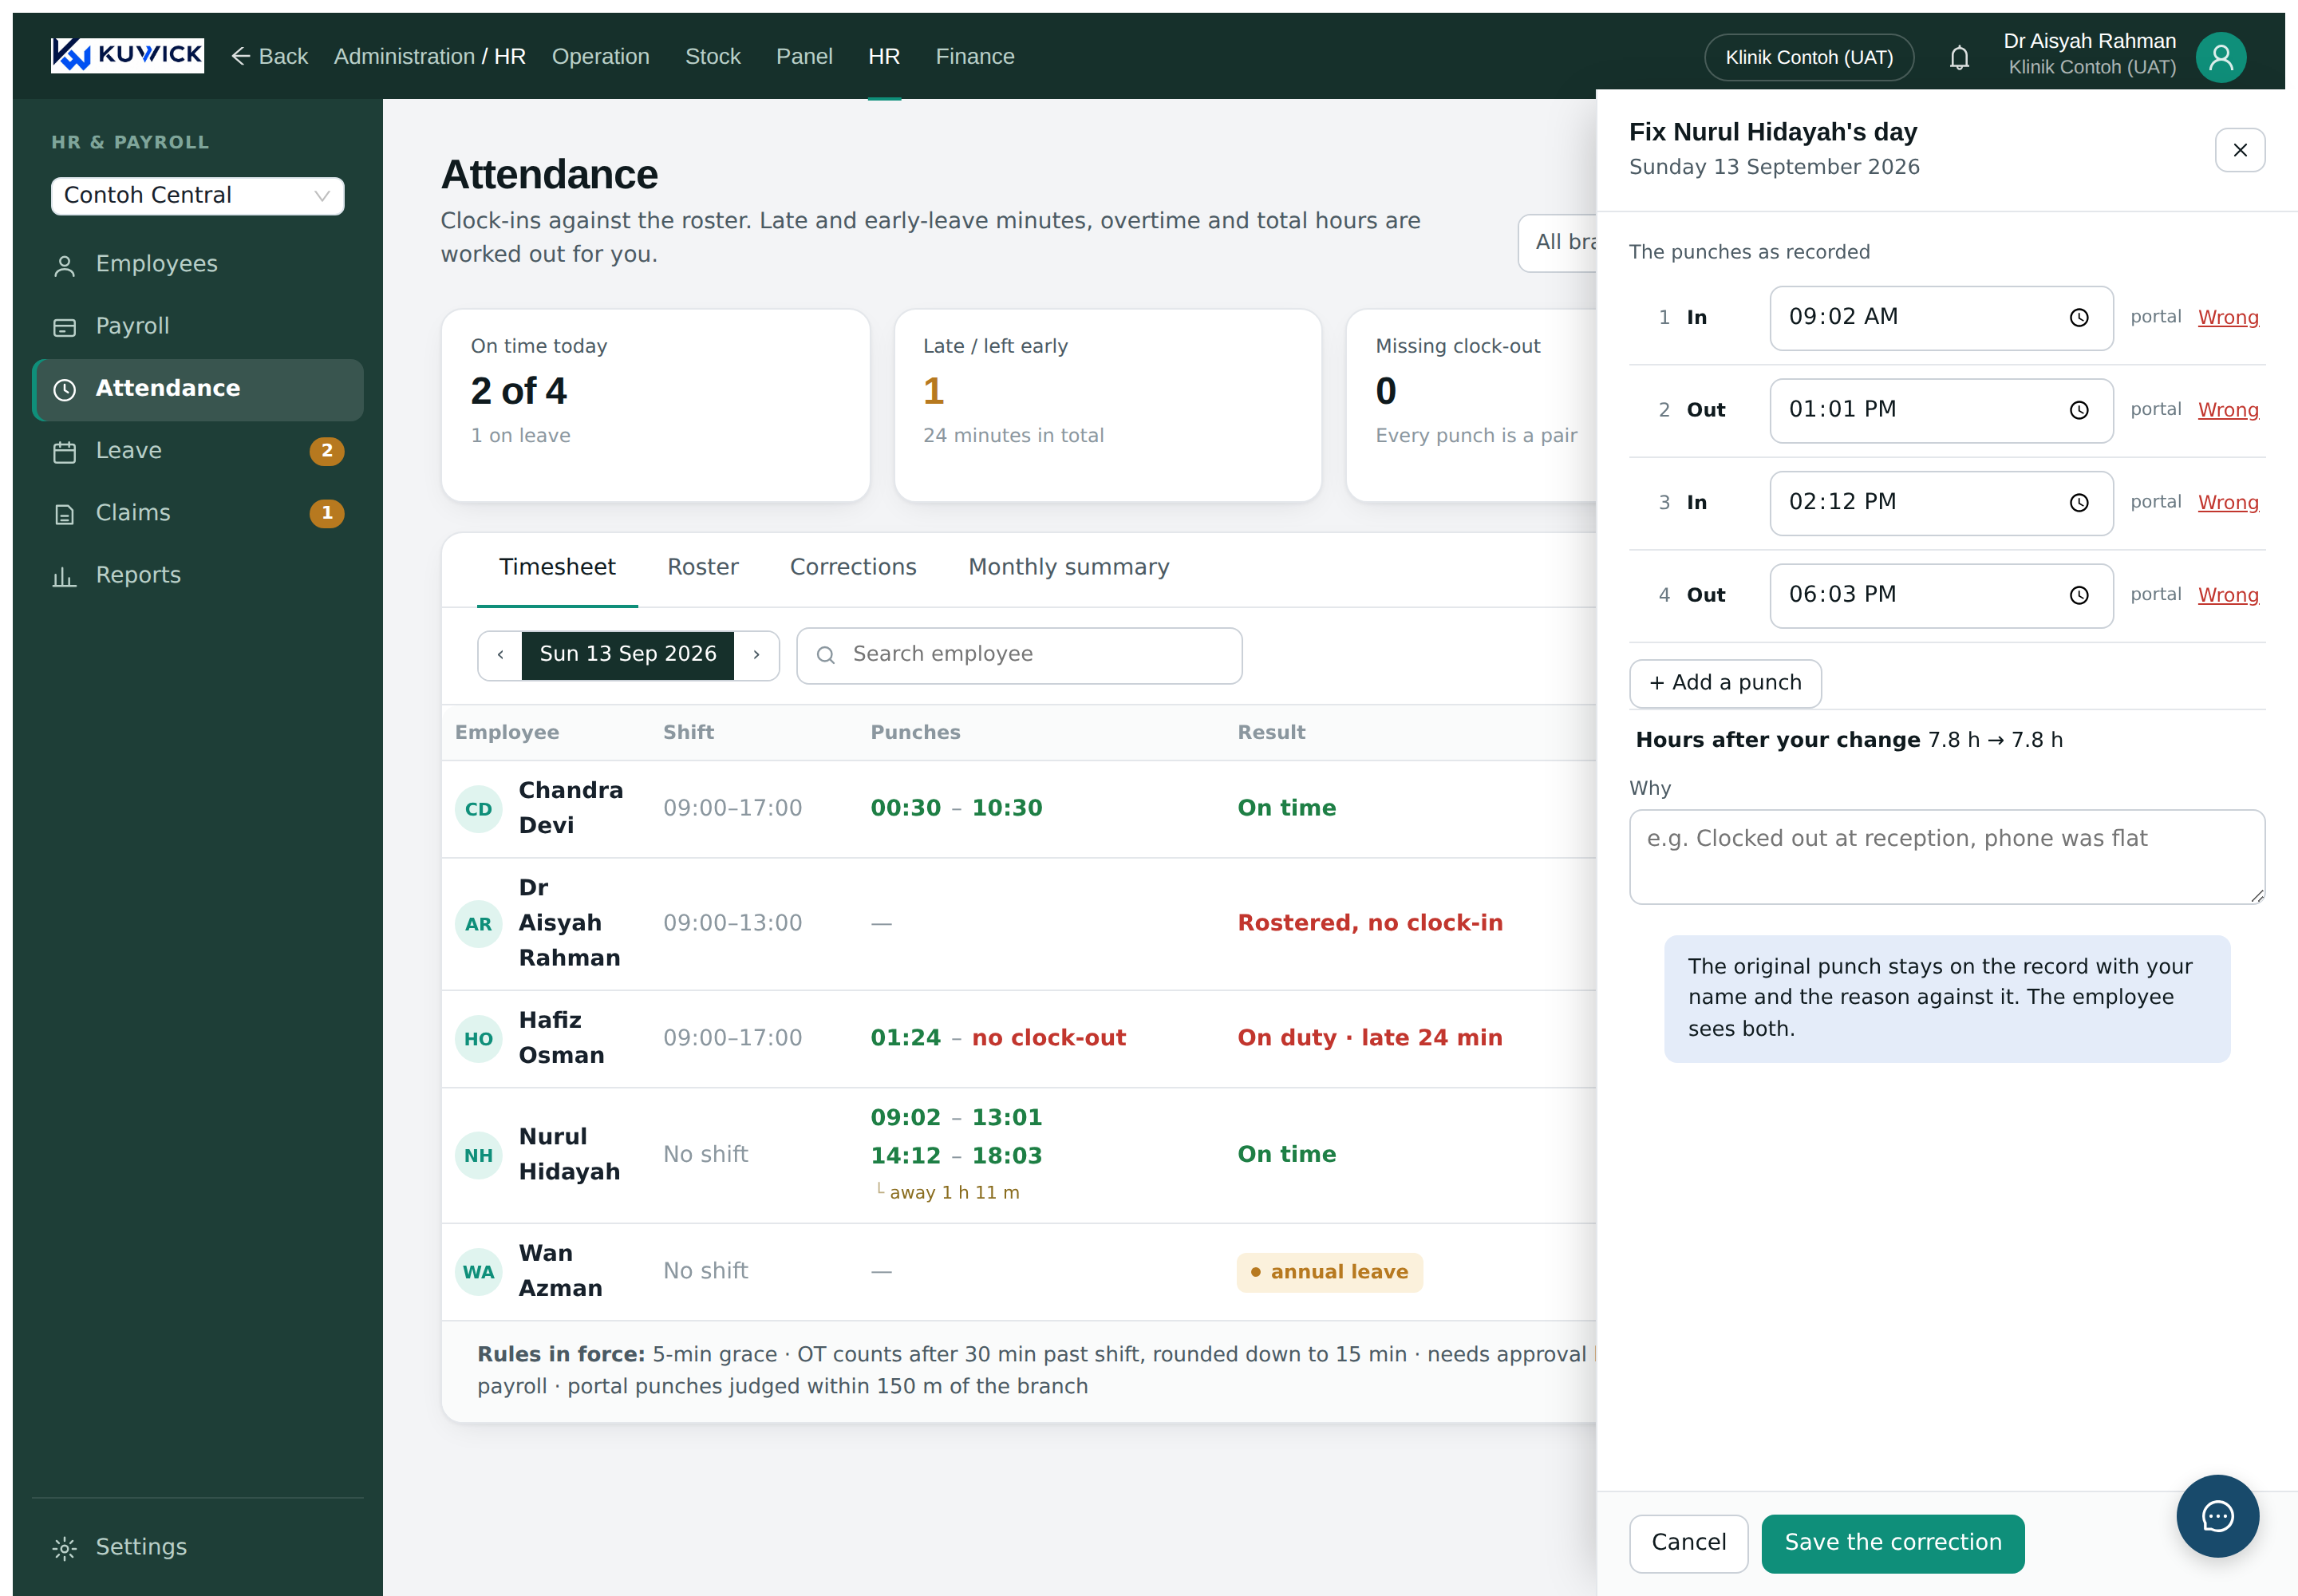 KUWICK
Back
Administration / HR
Operation
Stock
Panel
HR
Finance
Klinik Contoh (UAT)
Dr Aisyah Rahman
Klinik Contoh (UAT)
HR & PAYROLL
Contoh Central
Employees
Payroll
Attendance
Leave 2
Claims 1
Reports
Settings
Attendance
Clock-ins against the roster. Late and early-leave minutes, overtime and total hours are
worked out for you.
All bra
On time today
2 of 4
1 on leave
Late / left early
1
24 minutes in total
Missing clock-out
0
Every punch is a pair
Timesheet
Roster
Corrections
Monthly summary
‹ Sun 13 Sep 2026 ›
Search employee
Employee Shift Punches Result
CD Chandra
Devi
09:00–17:00
00:30 – 10:30
On time
AR Dr
Aisyah
Rahman
09:00–13:00
—
Rostered, no clock-in
HO Hafiz
Osman
09:00–17:00
01:24 – no clock-out
On duty · late 24 min
NH Nurul
Hidayah
No shift
09:02 – 13:01
14:12 – 18:03
└ away 1 h 11 m
On time
WA Wan
Azman
No shift
—
annual leave
Rules in force: 5-min grace · OT counts after 30 min past shift, rounded down to 15 min · needs approval
payroll · portal punches judged within 150 m of the branch
Fix Nurul Hidayah's day
Sunday 13 September 2026
The punches as recorded
1 In 09:02 AM portal Wrong
2 Out 01:01 PM portal Wrong
3 In 02:12 PM portal Wrong
4 Out 06:03 PM portal Wrong
+ Add a punch
Hours after your change 7.8 h → 7.8 h
Why
e.g. Clocked out at reception, phone was flat
The original punch stays on the record with your
name and the reason against it. The employee
sees both.
Cancel
Save the correction